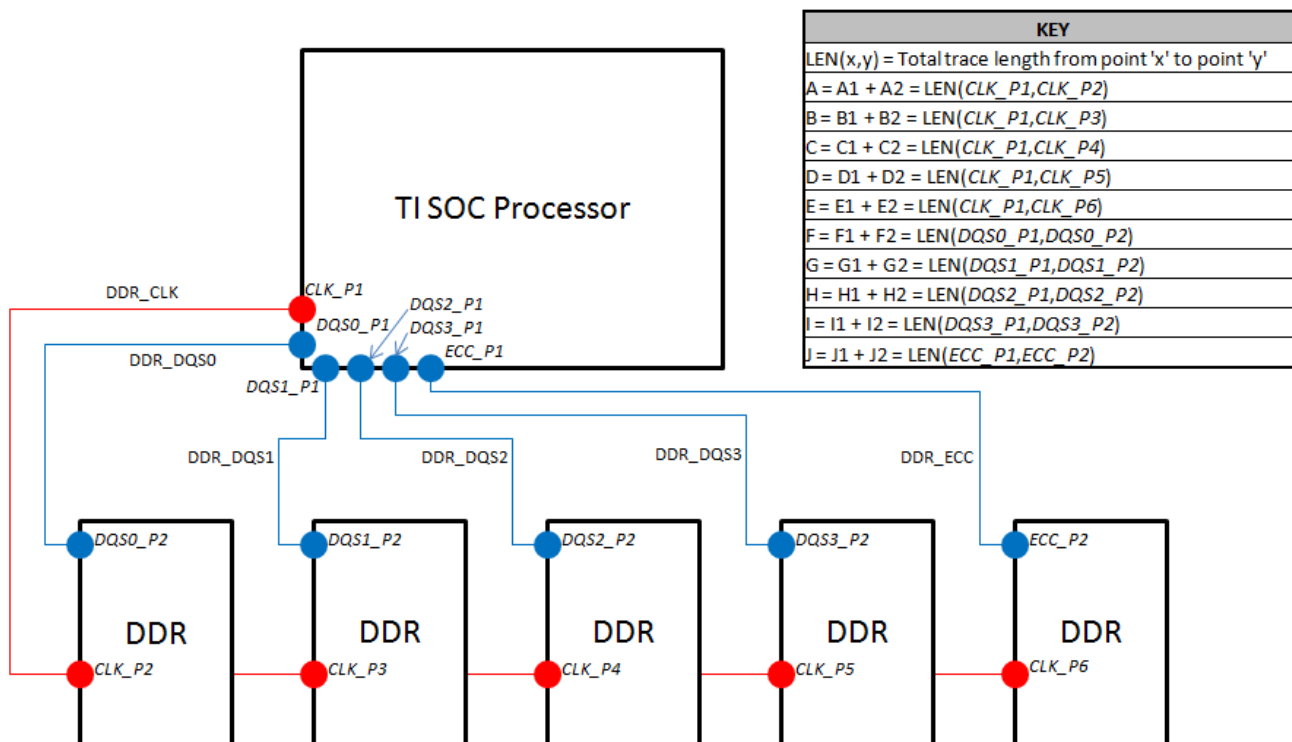 KEY
LEN(x,y) = Total trace length from point 'x' to point 'y'
A = A1 + A2 = LEN(CLK_P1,CLK_P2)
B = B1 + B2 = LEN(CLK_P1,CLK_P3)
C = C1 + C2 = LEN(CLK_P1,CLK_P4)
D = D1 + D2 = LEN(CLK_P1,CLK_P5)
E = E1 + E2 = LEN(CLK_P1,CLK_P6)
F = F1 + F2 = LEN(DQS0_P1,DQS0_P2)
G = G1 + G2 = LEN(DQS1_P1,DQS1_P2)
H = H1 + H2 = LEN(DQS2_P1,DQS2_P2)
I = I1 + I2 = LEN(DQS3_P1,DQS3_P2)
J = J1 + J2 = LEN(ECC_P1,ECC_P2)
TI SOC Processor
DDR_CLK
CLK_P1
DQS2_P1
DQS0_P1
DQS3_P1
ECC_P1
DDR_DQS0
DQS1_P1
DDR_DQS1
DDR_DQS2
DDR_DQS3
DDR_ECC
DQS0_P2
DQS1_P2
DQS2_P2
DQS3_P2
ECC_P2
DDR
DDR
DDR
DDR
DDR
CLK_P2
CLK_P3
CLK_P4
CLK_P5
CLK_P6